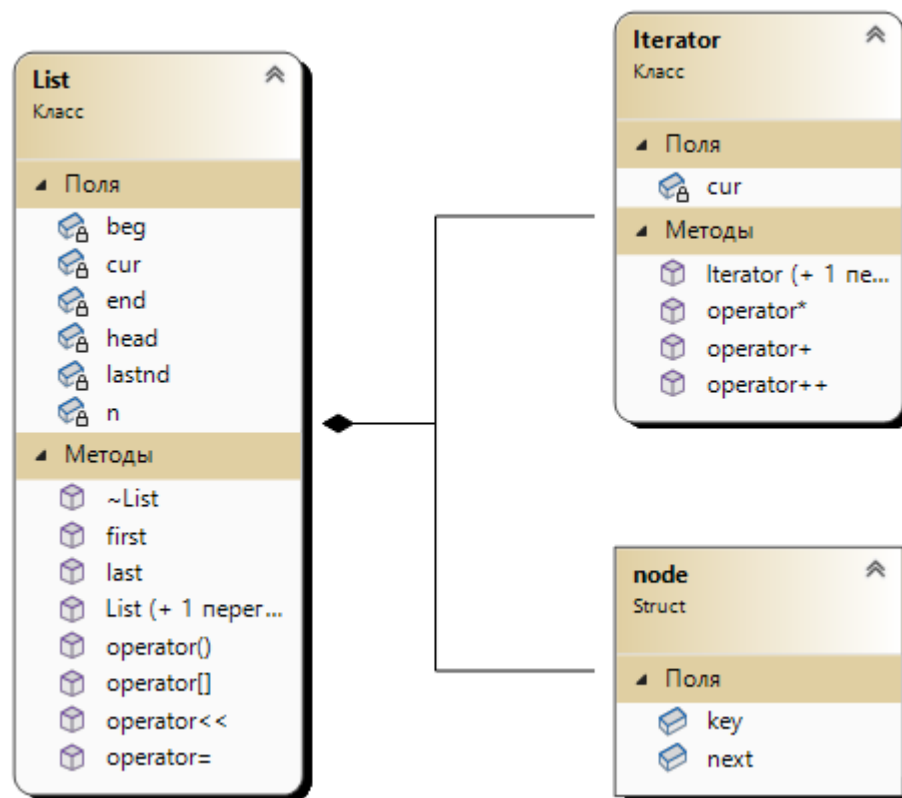 List
Класс
Поля
beg
cur
end
head
lastnd
n
Методы
~List
first
last
List (+ 1 перег...
operator()
operator[]
operator<<
operator=
Iterator
Класс
Поля
cur
Методы
Iterator (+ 1 пе...
operator*
operator+
operator++
node
Struct
Поля
key
next